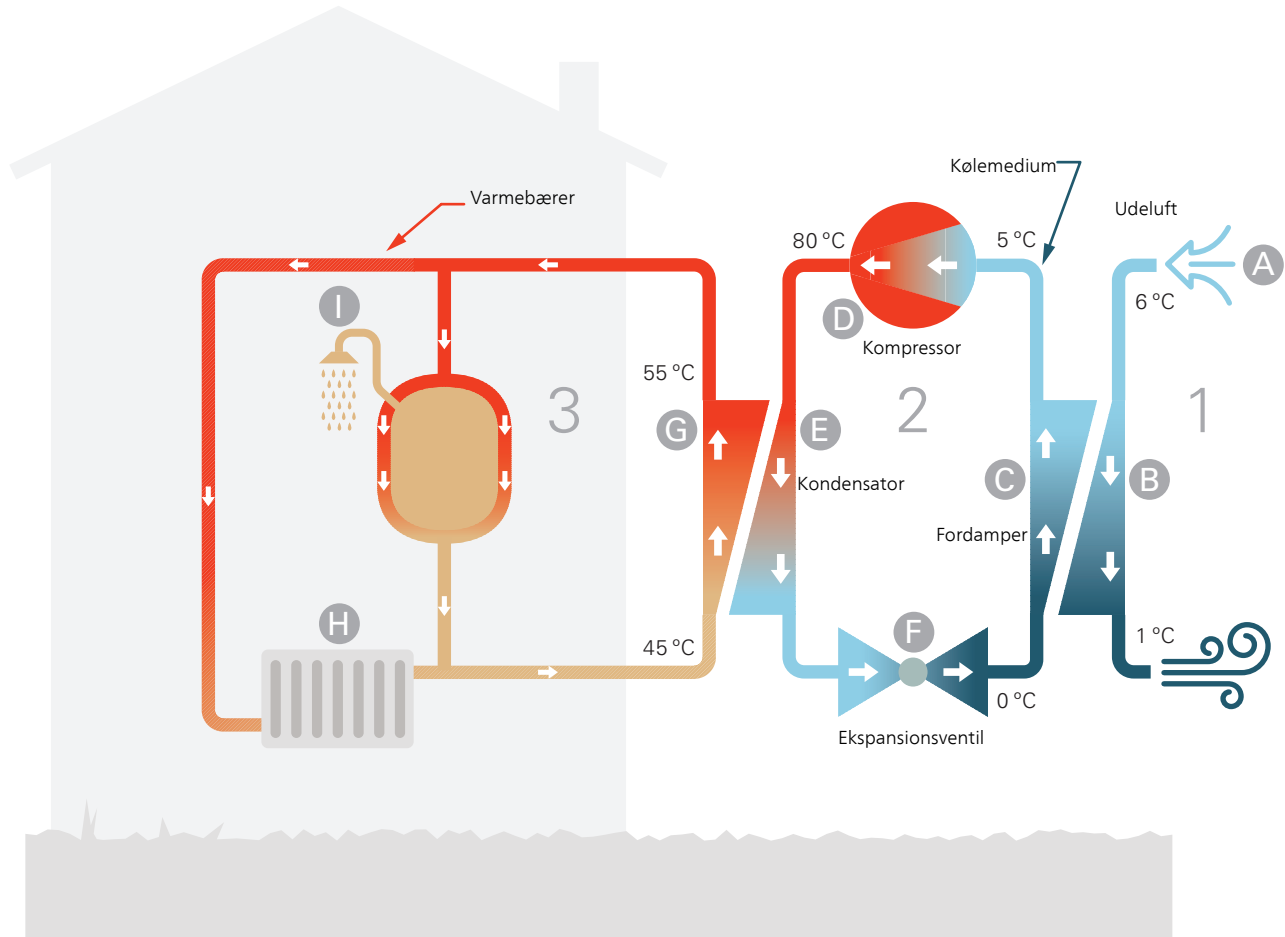 Kølemedium
Varmebærer
Udeluft
80 °C
5 °C
A
6 °C
I
D
Kompressor
55 °C
3
2
1
G
E
Kondensator
C
B
Fordamper
H
F
45 °C
1 °C
0 °C
Ekspansionsventil